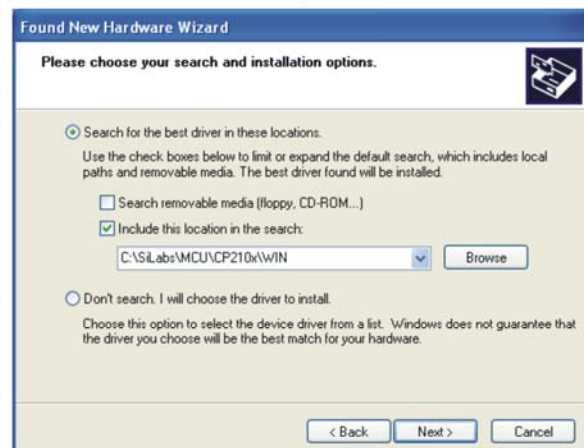 Found New Hardware Wizard
Please choose your search and installation options.
Search for the best driver in these locations.
Use the check boxes below to limit or expand the default search, which includes local
paths and removable media. The best driver found will be installed.
Search removable media (floppy, CD-ROM...)
Include this location in the search:
C:\SiLabs\MCU\CP210x\WIN
Browse
Don't search. I will choose the driver to install.
Choose this option to select the device driver from a list. Windows does not guarantee that
the driver you choose will be the best match for your hardware.
< Back
Next >
Cancel